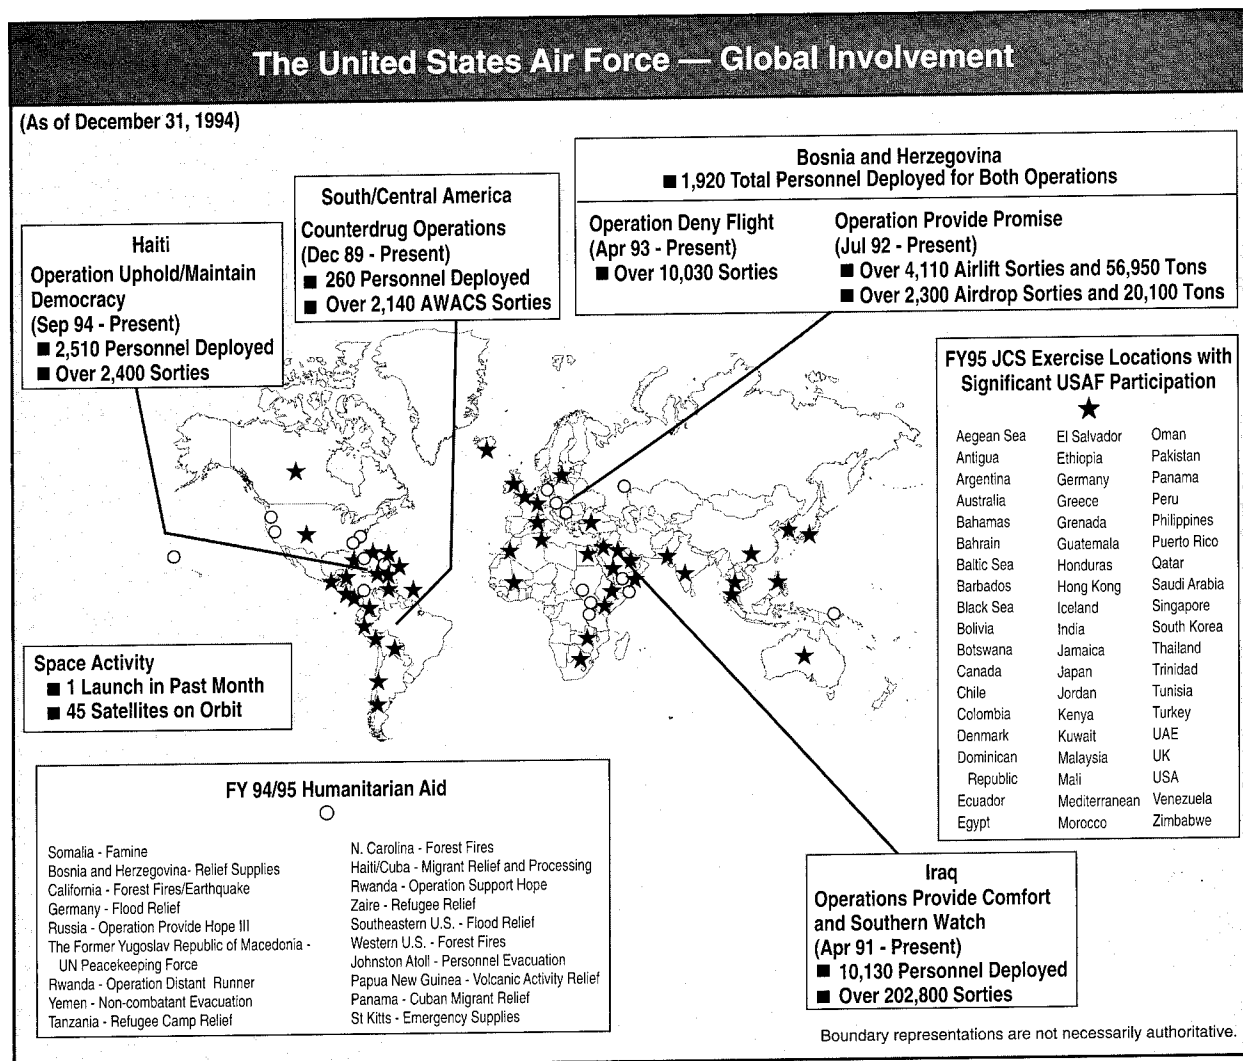 The United States Air Force — Global Involvement
(As of December 31, 1994)
Haiti
Operation Uphold/Maintain
Democracy
(Sep 94 - Present)
■ 2,510 Personnel Deployed
■ Over 2,400 Sorties
South/Central America
Counterdrug Operations
(Dec 89 - Present)
■ 260 Personnel Deployed
■ Over 2,140 AWACS Sorties
Bosnia and Herzegovina
■ 1,920 Total Personnel Deployed for Both Operations
Operation Deny Flight
(Apr 93 - Present)
■ Over 10,030 Sorties
Operation Provide Promise
(Jul 92 - Present)
■ Over 4,110 Airlift Sorties and 56,950 Tons
■ Over 2,300 Airdrop Sorties and 20,100 Tons
FY95 JCS Exercise Locations with
Significant USAF Participation
★
Aegean Sea
Antigua
Argentina
Australia
Bahamas
Bahrain
Baltic Sea
Barbados
Black Sea
Bolivia
Botswana
Canada
Chile
Colombia
Denmark
Dominican
Republic
Ecuador
Egypt
El Salvador
Ethiopia
Germany
Greece
Grenada
Guatemala
Honduras
Hong Kong
Iceland
India
Jamaica
Japan
Jordan
Kenya
Kuwait
Malaysia
Mali
Mediterranean
Morocco
Oman
Pakistan
Panama
Peru
Philippines
Puerto Rico
Qatar
Saudi Arabia
Singapore
South Korea
Thailand
Trinidad
Tunisia
Turkey
UAE
UK
USA
Venezuela
Zimbabwe
Space Activity
■ 1 Launch in Past Month
■ 45 Satellites on Orbit
FY 94/95 Humanitarian Aid
Somalia - Famine
Bosnia and Herzegovina- Relief Supplies
California - Forest Fires/Earthquake
Germany - Flood Relief
Russia - Operation Provide Hope III
The Former Yugoslav Republic of Macedonia -
UN Peacekeeping Force
Rwanda - Operation Distant Runner
Yemen - Non-combatant Evacuation
Tanzania - Refugee Camp Relief
N. Carolina - Forest Fires
Haiti/Cuba - Migrant Relief and Processing
Rwanda - Operation Support Hope
Zaire - Refugee Relief
Southeastern U.S. - Flood Relief
Western U.S. - Forest Fires
Johnston Atoll - Personnel Evacuation
Papua New Guinea - Volcanic Activity Relief
Panama - Cuban Migrant Relief
St Kitts - Emergency Supplies
Iraq
Operations Provide Comfort
and Southern Watch
(Apr 91 - Present)
■ 10,130 Personnel Deployed
■ Over 202,800 Sorties
Boundary representations are not necessarily authoritative.